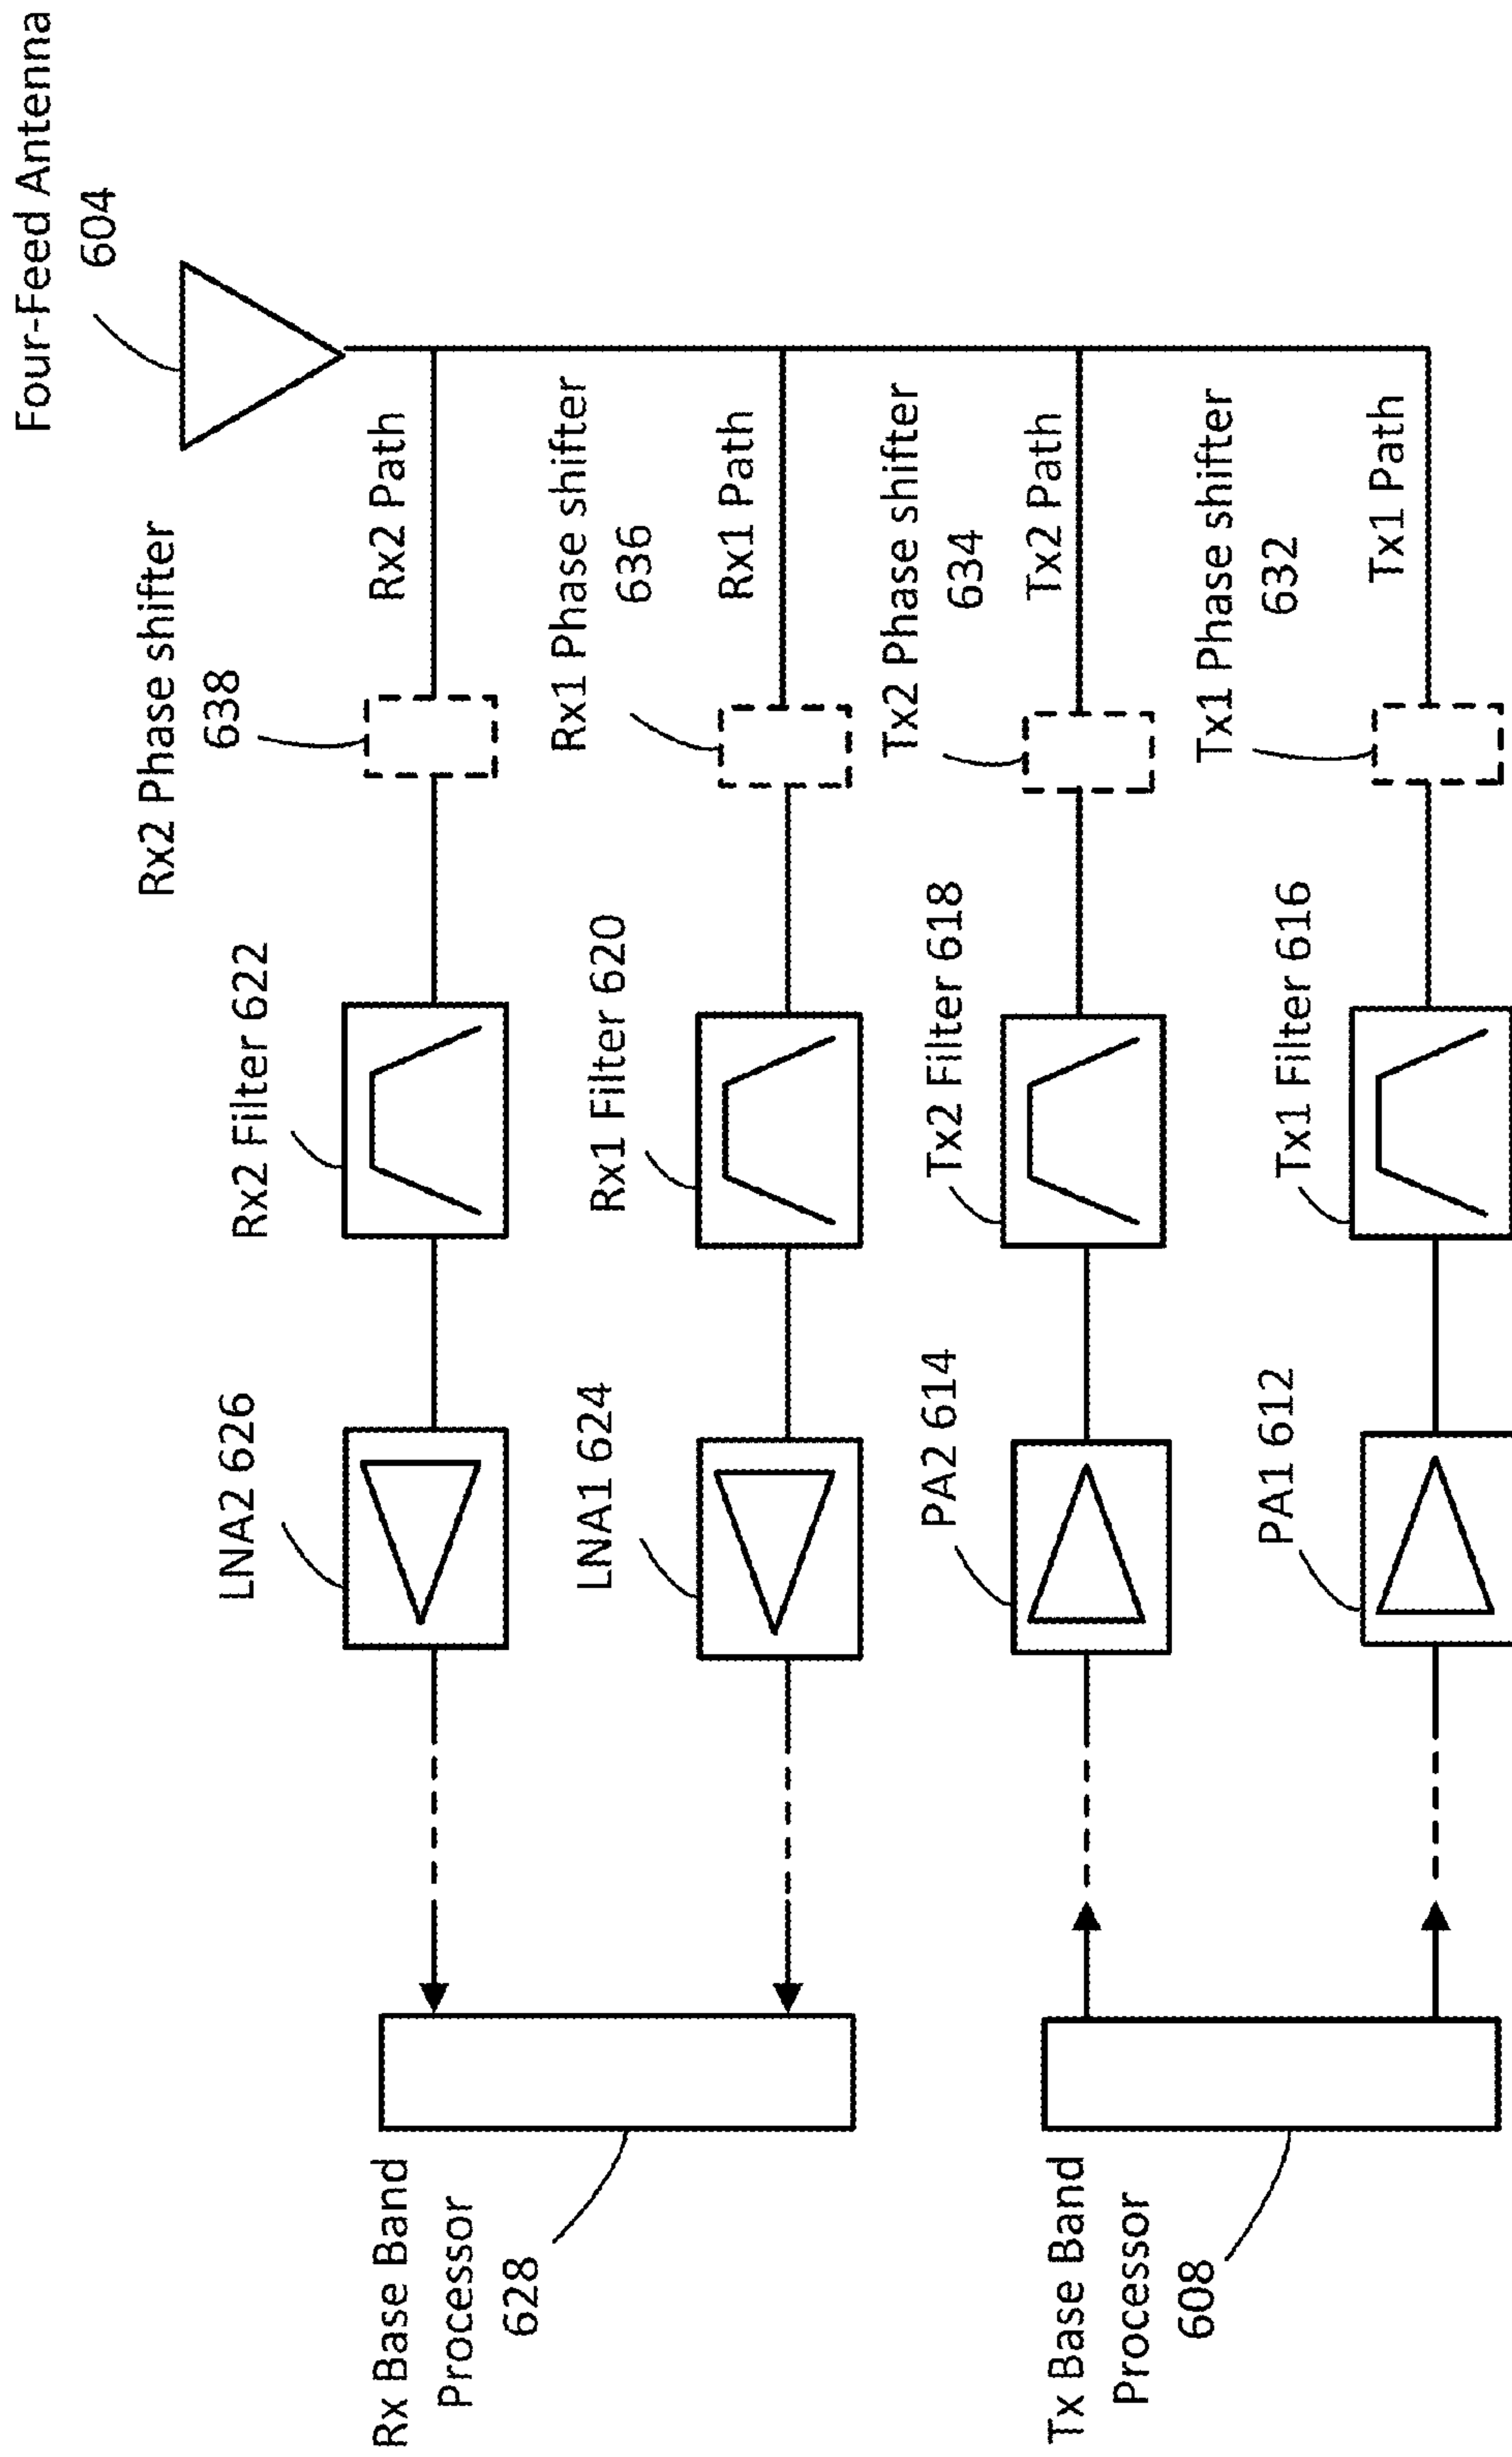 Four-Feed Antenna
604
Rx2 Phase shifter
638
Rx2 Path
Rx2 Filter 622
LNA2 626
Rx Base Band
Processor
628
Rx1 Phase shifter
636
Rx1 Path
Rx1 Filter 620
LNA1 624
Tx2 Phase shifter
634
Tx2 Path
Tx2 Filter 618
PA2 614
Tx Base Band
Processor
608
Tx1 Phase shifter
632
Tx1 Path
Tx1 Filter 616
PA1 612